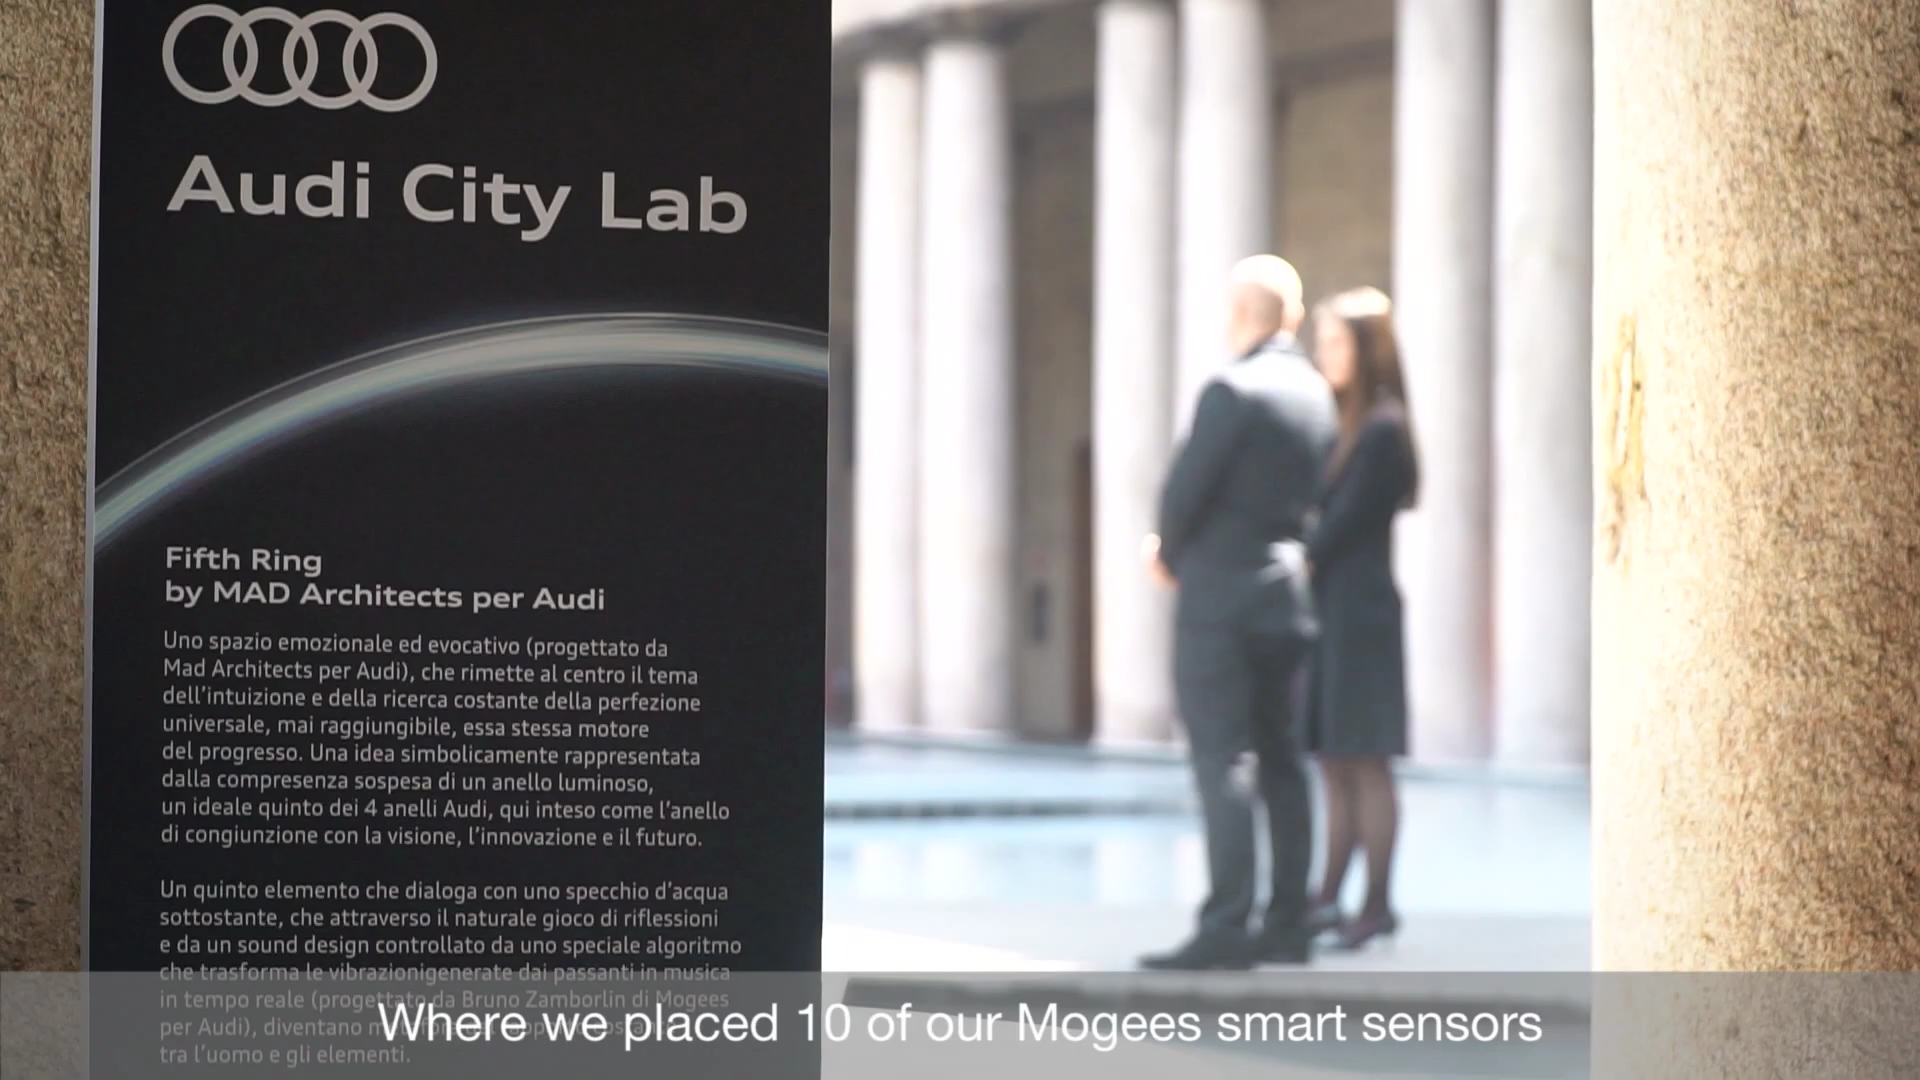 Audi City Lab
Fifth Ring
by MAD Architects per Audi
Uno spazio emozionale ed evocativo (progettato da
Mad Architects per Audi), che rimette al centro il tema
dell'intuizione e della ricerca costante della perfezione
universale, mai raggiungibile, essa stessa motore
del progresso. Una idea simbolicamente rappresentata
dalla compresenza sospesa di un anello luminoso,
un ideale quinto dei 4 anelli Audi, qui inteso come l'anello
di congiunzione con la visione, l'innovazione e il futuro.
Un quinto elemento che dialoga con uno specchio d'acqua
sottostante, che attraverso il naturale gioco di riflessioni
e da un sound design controllato da uno speciale algoritmo
che trasforma le vibrazionigenerate dai passanti in musica
in tempo reale (progettato da Bruno Zamborlin di Mogees
per Audi), diventano
tra l'uomo e gli elementi.
Where we placed 10 of our Mogees smart sensors